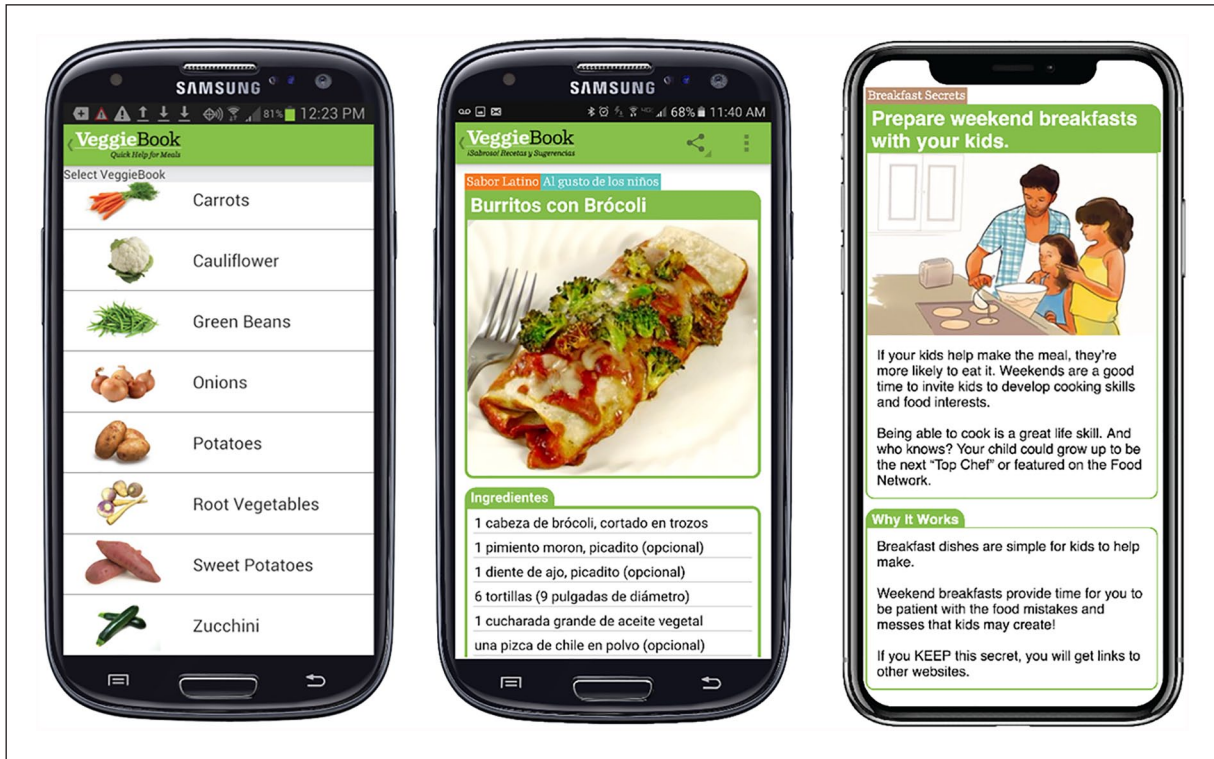 SAMSUNG
81% 12:23 PM
VeggieBook
Quick Help for Meals
Select VeggieBook
Carrots
Cauliflower
Green Beans
Onions
Potatoes
Root Vegetables
Sweet Potatoes
Zucchini
SAMSUNG
68% 11:40 AM
VeggieBook
¡Sabroso! Recetas y Sugerencias
Sabor Latino Al gusto de los niños
Burritos con Brócoli
Ingredientes
1 cabeza de brócoli, cortado en trozos
1 pimiento moron, picadito (opcional)
1 diente de ajo, picadito (opcional)
6 tortillas (9 pulgadas de diámetro)
1 cucharada grande de aceite vegetal
una pizca de chile en polvo (opcional)
Breakfast Secrets
Prepare weekend breakfasts
with your kids.
If your kids help make the meal, they're
more likely to eat it. Weekends are a good
time to invite kids to develop cooking skills
and food interests.
Being able to cook is a great life skill. And
who knows? Your child could grow up to be
the next “Top Chef” or featured on the Food
Network.
Why It Works
Breakfast dishes are simple for kids to help
make.
Weekend breakfasts provide time for you to
be patient with the food mistakes and
messes that kids may create!
If you KEEP this secret, you will get links to
other websites.